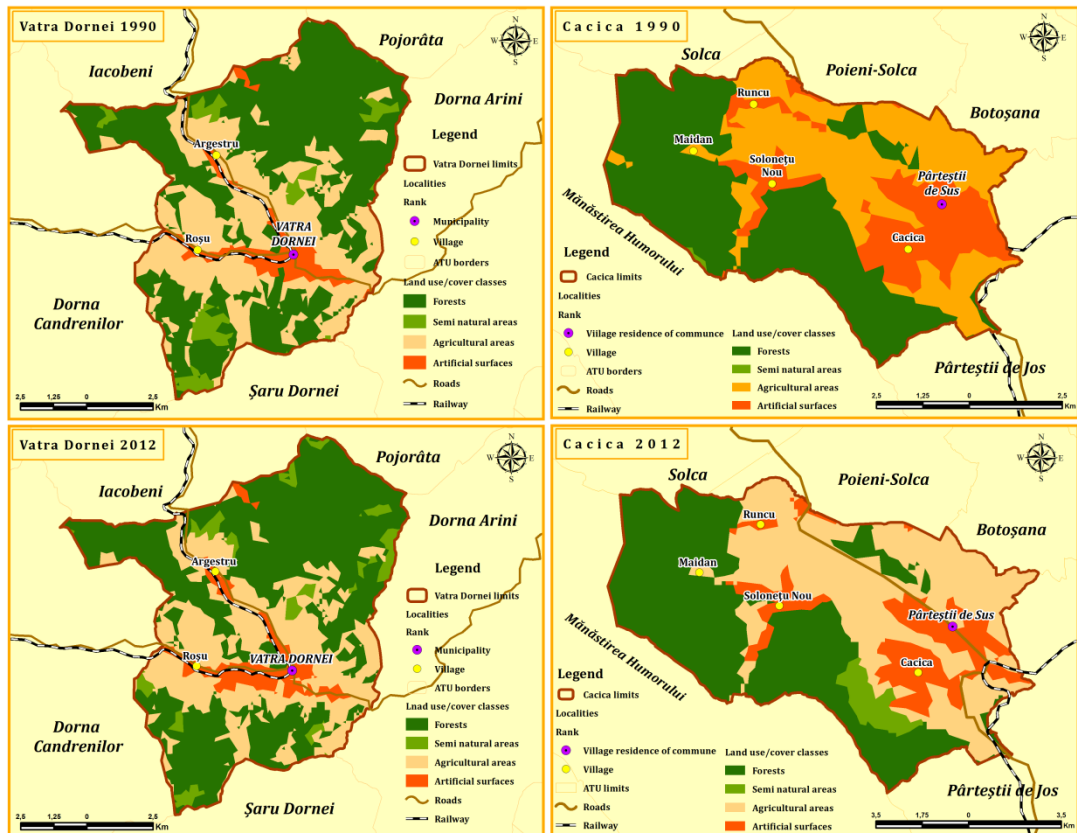 Vatra Dornei 1990
Pojorâta
Iacobeni
Dorna Arini
N
W E
S
Argestru
VATRA
DORNEI
Roșu
Dorna
Candrenilor
Șaru Dornei
Legend
Vatra Dornei limits
Localities
Rank
Municipality
Village
ATU borders
Land use/cover classes
Forests
Semi natural areas
Agricultural areas
Artificial surfaces
Roads
Railway
2,5 1,25 0 2,5
Km
Cacica 1990
Solca
Poieni-Solca
Botoșana
N
W E
S
Runcu
Maidan
Solonețu
Nou
Pârteștii
de Sus
Cacica
Mănăstirea Humorului
Pârteștii de Jos
Legend
Cacica limits
Localities
Rank
Viilage residence of communce
Village
ATU borders
Roads
Railway
Land use/cover classes
Forests
Semi natural areas
Agricultural areas
Artificial surfaces
2,5 1,25 0 2,5
Km
Vatra Dornei 2012
Pojorâta
Iacobeni
Dorna Arini
N
W E
S
Argestru
VATRA DORNEI
Roșu
Dorna
Candrenilor
Șaru Dornei
Legend
Vatra Dornei limits
Localities
Rank
Municipality
Village
ATU borders
Lnad use/cover classes
Forests
Semi natural areas
Agricultural areas
Artificial surfaces
Roads
Railway
2,5 1,25 0 2,5
Km
Cacica 2012
Solca
Poieni-Solca
Botoșana
N
W E
S
Runcu
Maidan
Solonețu Nou
Pârteștii de Sus
Cacica
Mănăstirea Humorului
Pârteștii de Jos
Legend
Cacica limits
Localities
Rank
Village residence of commune
Village
ATU limits
Roads
Railway
Land use/cover classes
Forests
Semi natural areas
Agricultural areas
Artificial surfaces
3,5 1,75 0 3,5
Km